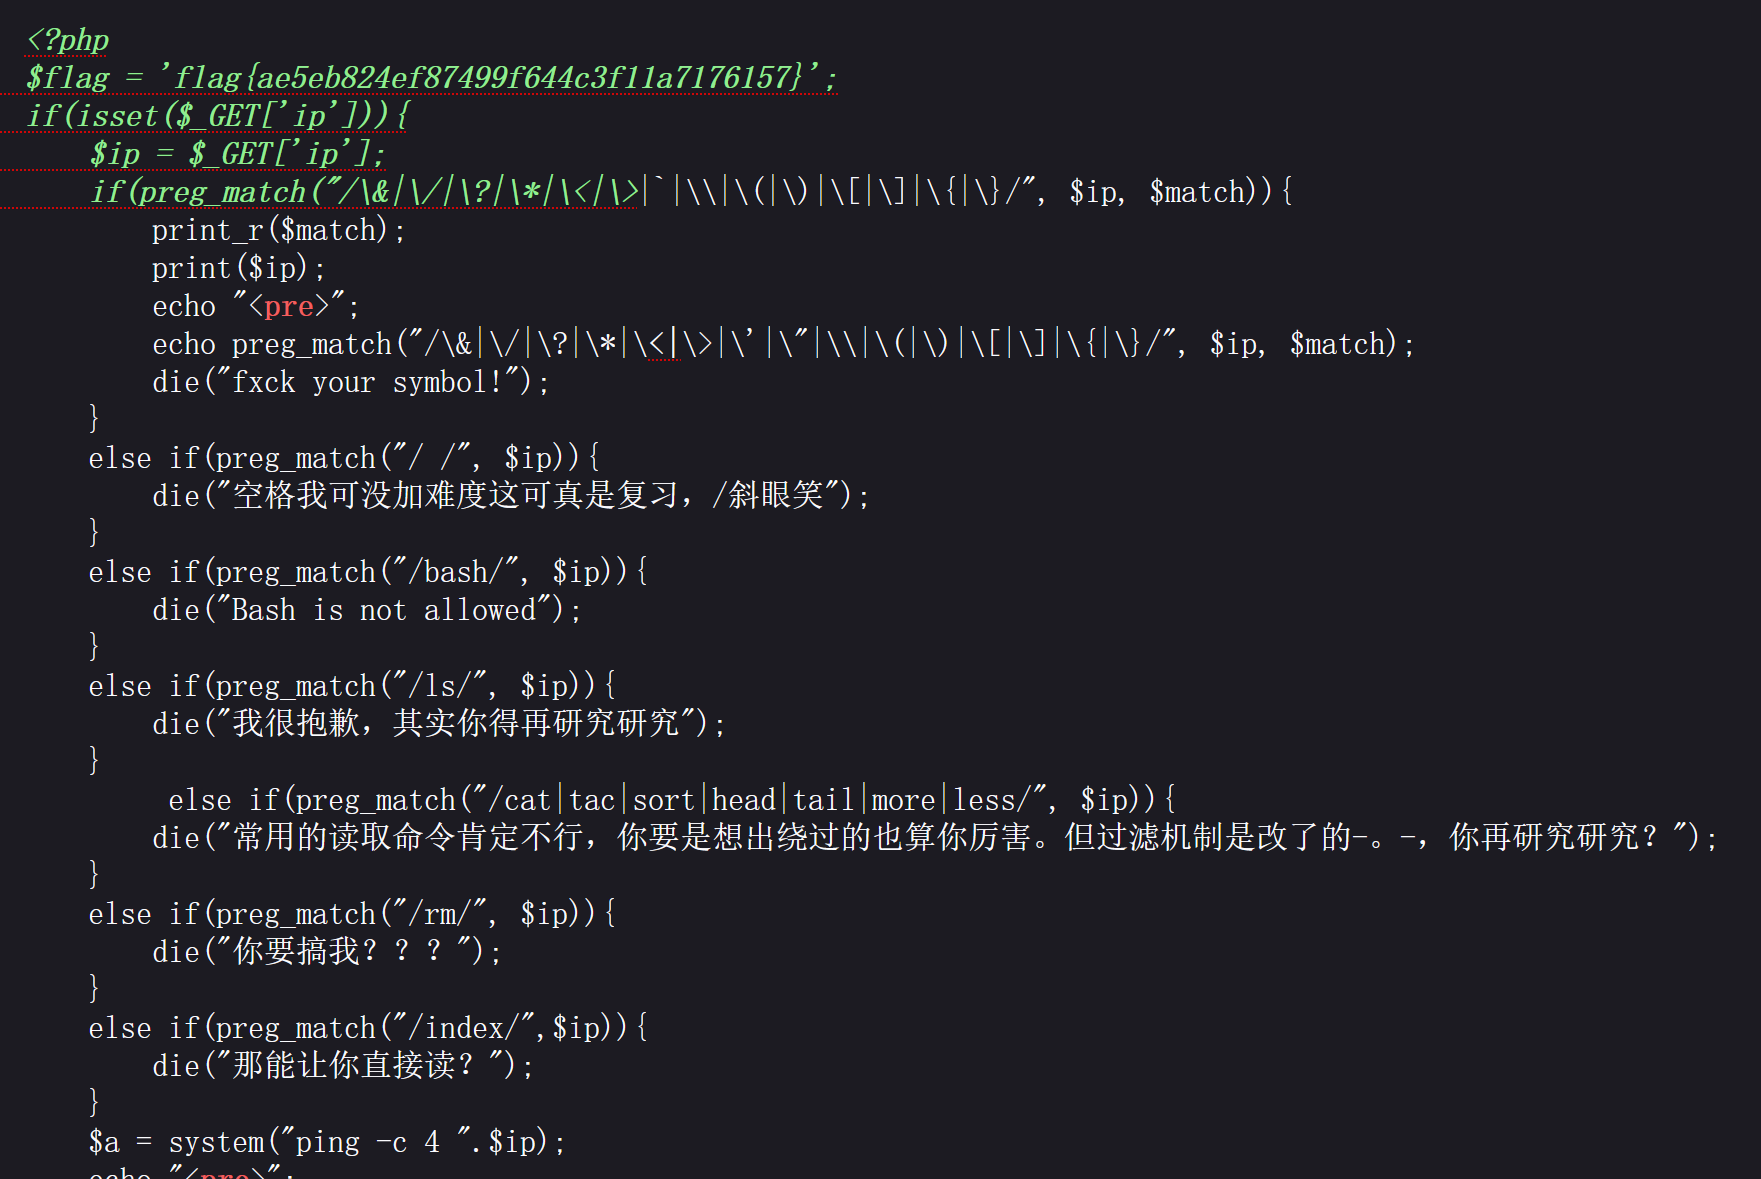 <?php
$flag = 'flag{ae5eb824ef87499f644c3f11a7176157}';
if(isset($_GET['ip'])){
    $ip = $_GET['ip'];
    if(preg_match("/\&|\/|\?|\*|\<|\>|`|\\|\(|\)|\[|\]|\{|\}/", $ip, $match)){
        print_r($match);
        print($ip);
        echo "<pre>";
        echo preg_match("/\&|\/|\?|\*|\<|\>|\'|\"|\\|\(|\)|\[|\]|\{|\}/", $ip, $match);
        die("fxck your symbol!");
    }
    else if(preg_match("/ /", $ip)){
        die("空格我可没加难度这可真是复习，/斜眼笑");
    }
    else if(preg_match("/bash/", $ip)){
        die("Bash is not allowed");
    }
    else if(preg_match("/ls/", $ip)){
        die("我很抱歉，其实你得再研究研究");
    }
         else if(preg_match("/cat|tac|sort|head|tail|more|less/", $ip)){
        die("常用的读取命令肯定不行，你要是想出绕过的也算你厉害。但过滤机制是改了的-。-，你再研究研究？");
    }
    else if(preg_match("/rm/", $ip)){
        die("你要搞我？？？");
    }
    else if(preg_match("/index/",$ip)){
        die("那能让你直接读？");
    }
    $a = system("ping -c 4 ".$ip);
    echo "<pre>";